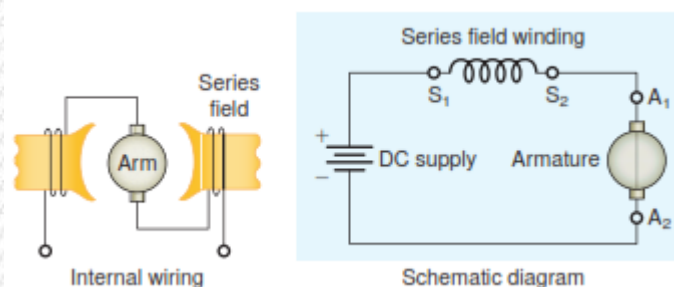 Series
field
Arm
Internal wiring
Series field winding
S₁
S₂
A₁
+
DC supply
Armature
−
A₂
Schematic diagram